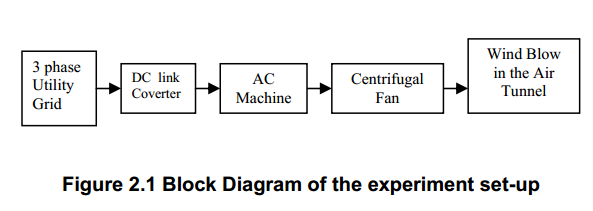 3 phase
Utility
Grid
DC link
Coverter
AC
Machine
Centrifugal
Fan
Wind Blow
in the Air
Tunnel
Figure 2.1 Block Diagram of the experiment set-up